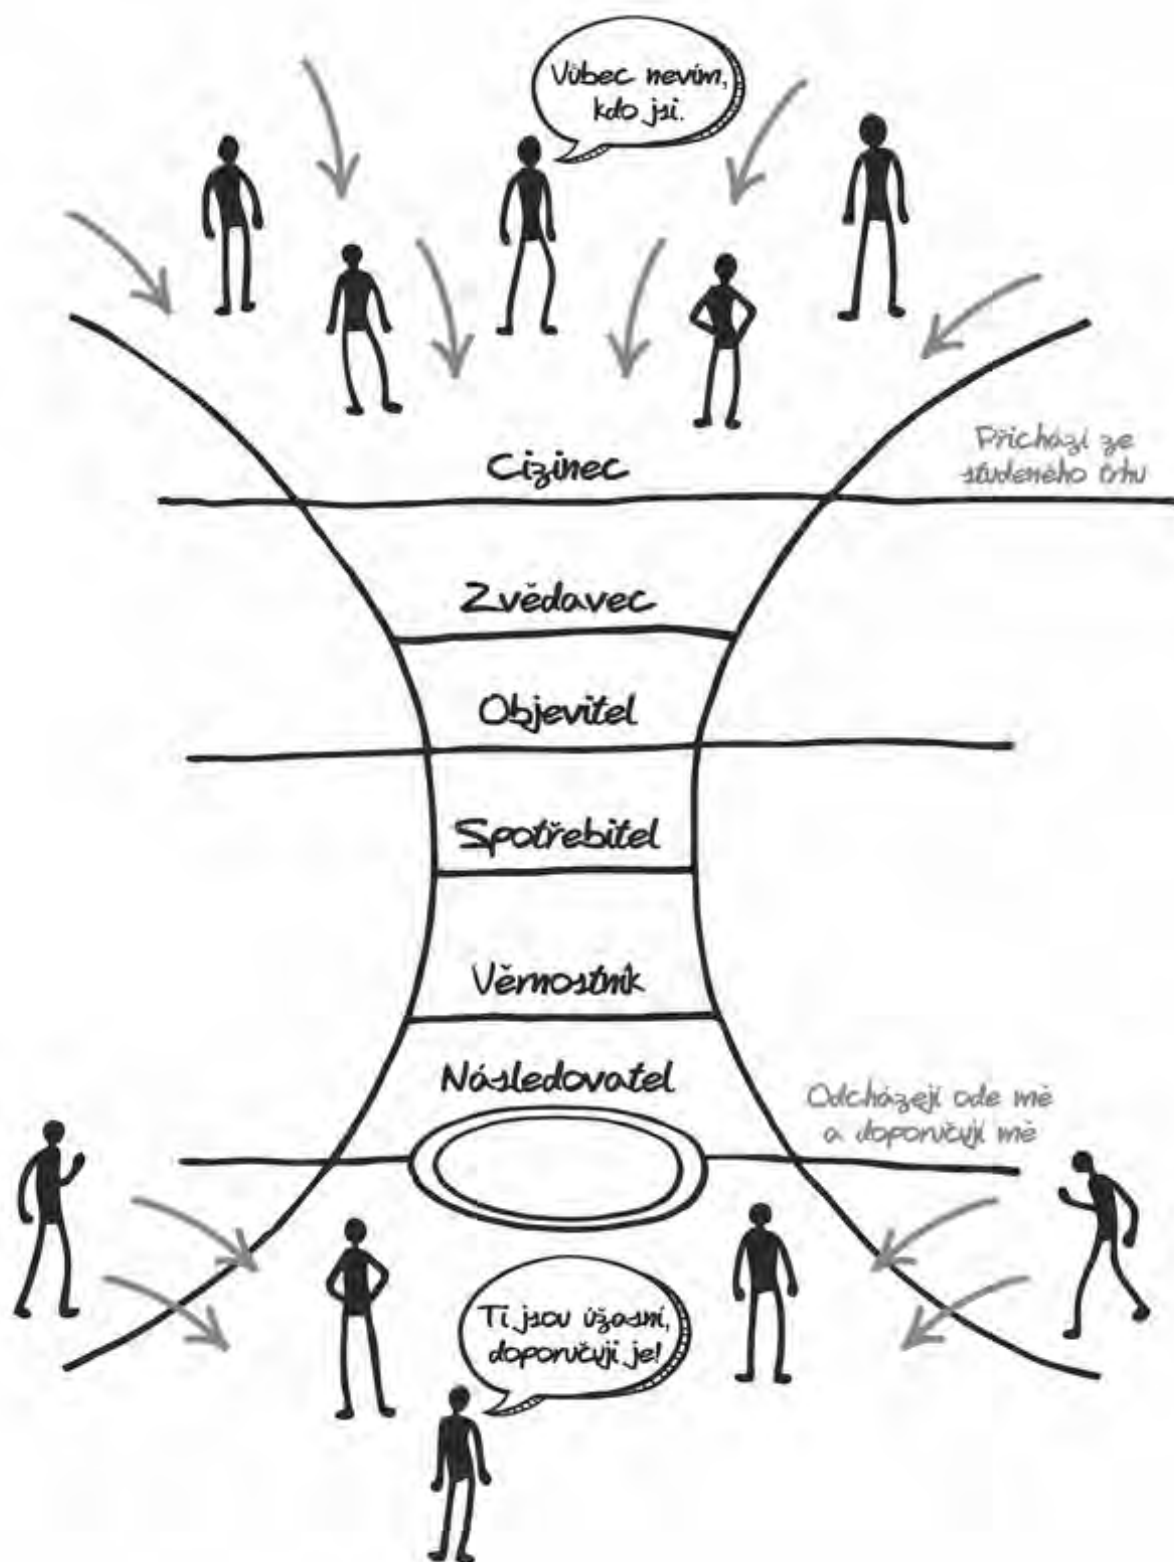 Vůbec nevím,
kdo jsi.
Cizinec
Přichází ze
studeného trhu
Zvědavec
Objevitel
Spotřebitel
Věrnostník
Následovatel
Odcházejí ode mě
a doporučují mě
Ti jsou úžasní,
doporučuji je!